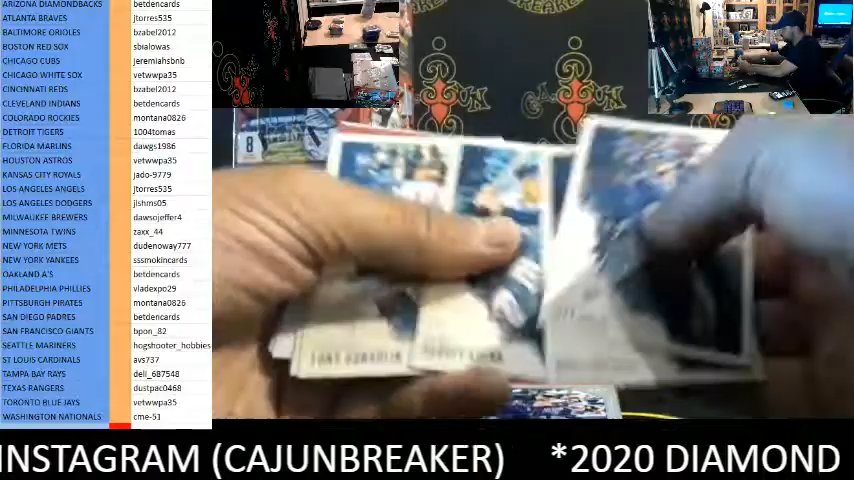 ARIZONA DIAMONDBACKS betdencards
ATLANTA BRAVES jtorres535
BALTIMORE ORIOLES bzabel2012
BOSTON RED SOX sbialowas
CHICAGO CUBS jeremiahsbnb
CHICAGO WHITE SOX vetwwpa35
CINCINNATI REDS bzabel2012
CLEVELAND INDIANS betdencards
COLORADO ROCKIES montana0826
DETROIT TIGERS 1004tomas
FLORIDA MARLINS dawgs1986
HOUSTON ASTROS vetwwpa35
KANSAS CITY ROYALS jado-9779
LOS ANGELES ANGELS jtorres535
LOS ANGELES DODGERS jlshms05
MILWAUKEE BREWERS dawsojeffer4
MINNESOTA TWINS zaxx_44
NEW YORK METS dudenoway777
NEW YORK YANKEES sssmokincards
OAKLAND A'S betdencards
PHILADELPHIA PHILLIES vladexpo29
PITTSBURGH PIRATES montana0826
SAN DIEGO PADRES betdencards
SAN FRANCISCO GIANTS bpon_82
SEATTLE MARINERS hogshooter_hobbies
ST LOUIS CARDINALS avs737
TAMPA BAY RAYS deli_687548
TEXAS RANGERS dustpac0468
TORONTO BLUE JAYS vetwwpa35
WASHINGTON NATIONALS cme-51
8
INSTAGRAM (CAJUNBREAKER) *2020 DIAMOND